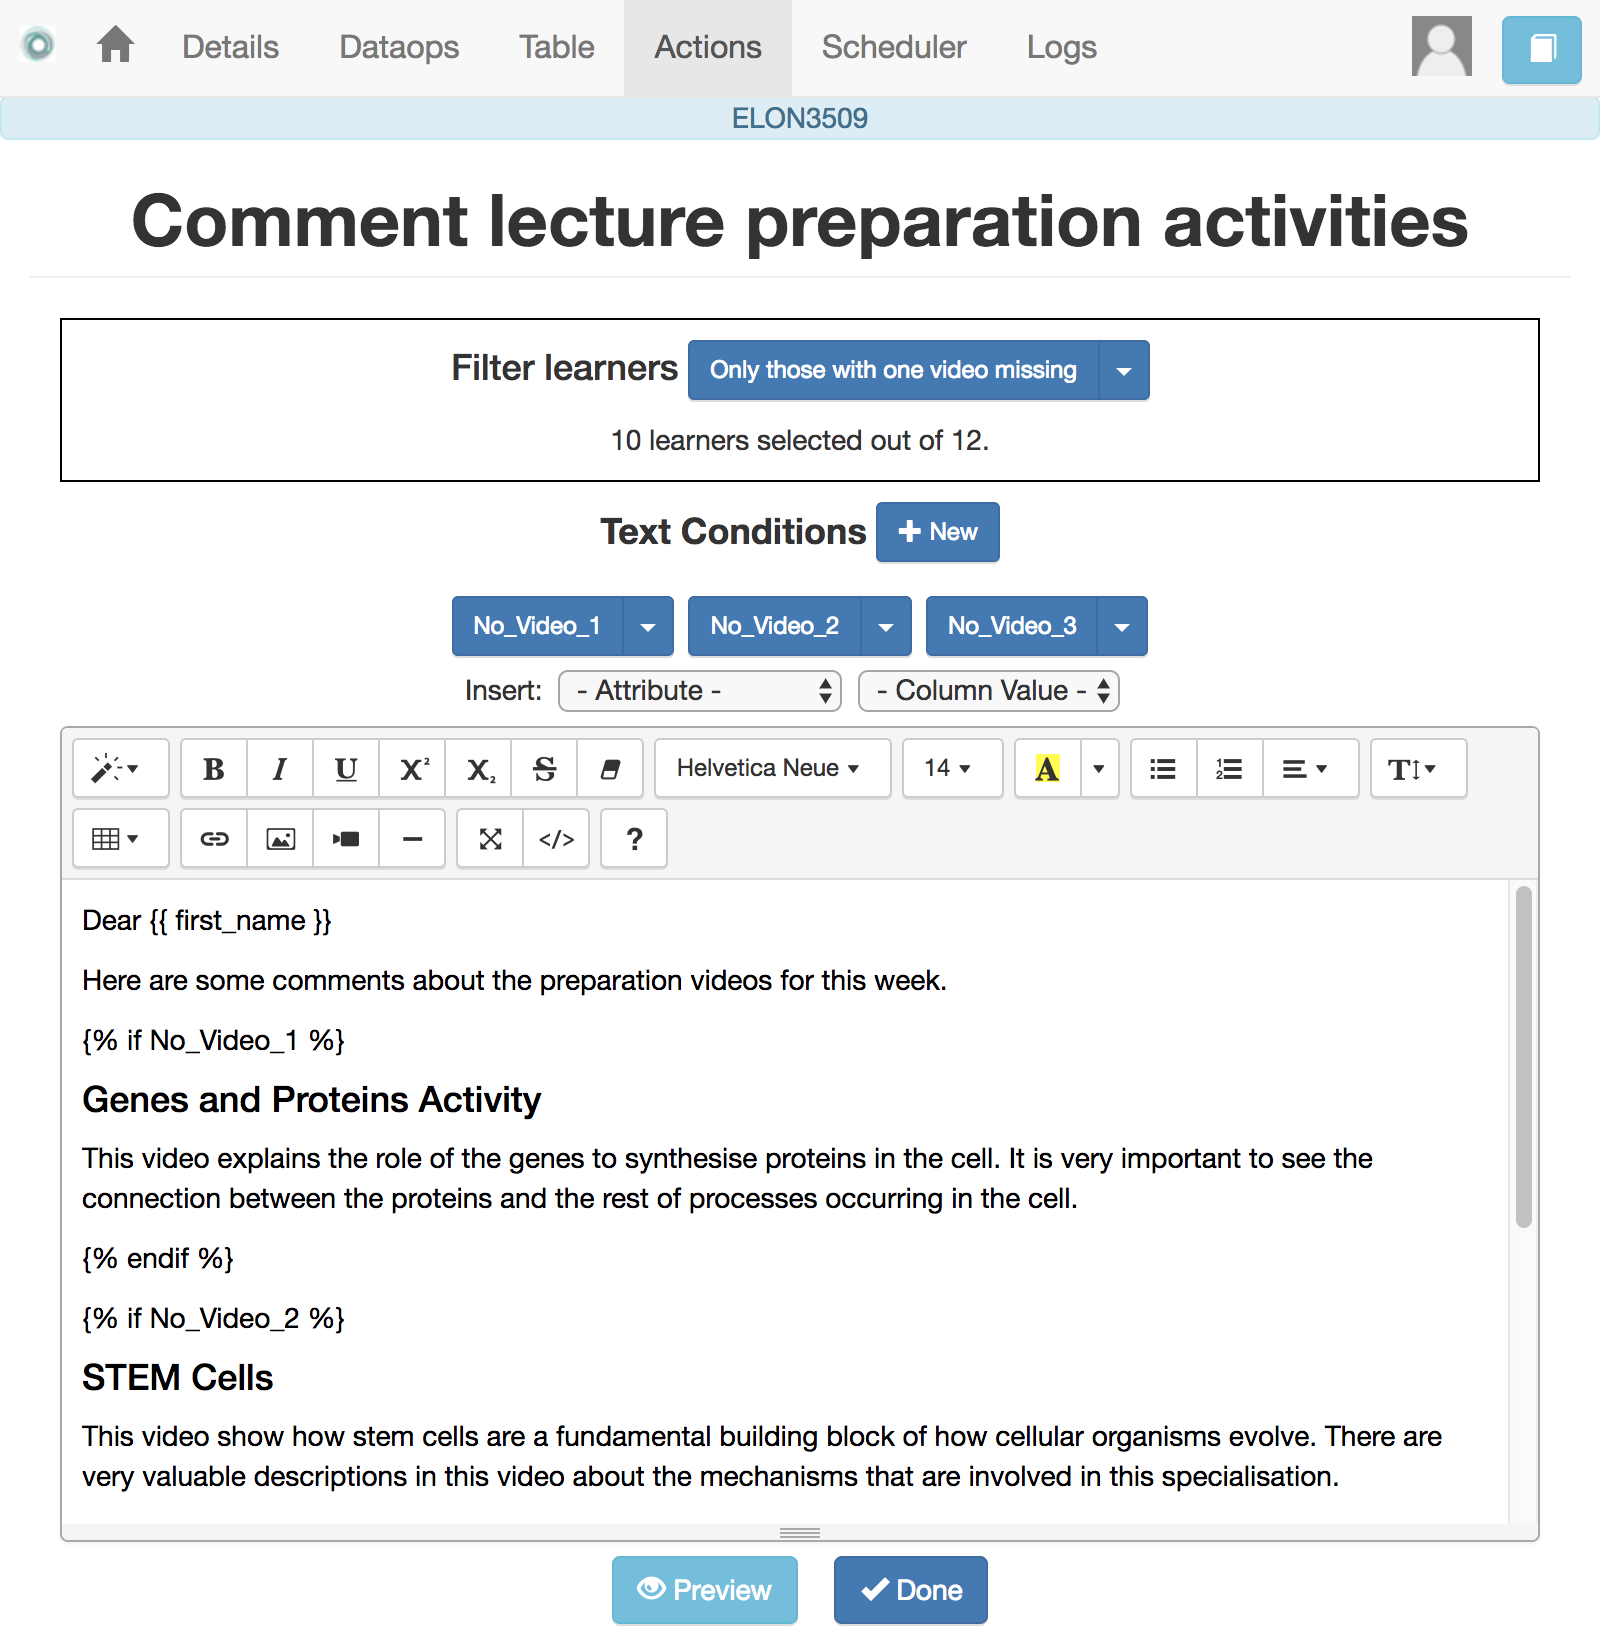 Details Dataops Table Actions Scheduler Logs
ELON3509
Comment lecture preparation activities
Filter learners Only those with one video missing
10 learners selected out of 12.
Text Conditions New
No_Video_1 No_Video_2 No_Video_3
Insert: - Attribute - - Column Value -
B I U X² X₂ S Helvetica Neue 14 A T
</> ?
Dear {{ first_name }}
Here are some comments about the preparation videos for this week.
{% if No_Video_1 %}
Genes and Proteins Activity
This video explains the role of the genes to synthesise proteins in the cell. It is very important to see the
connection between the proteins and the rest of processes occurring in the cell.
{% endif %}
{% if No_Video_2 %}
STEM Cells
This video show how stem cells are a fundamental building block of how cellular organisms evolve. There are
very valuable descriptions in this video about the mechanisms that are involved in this specialisation.
Preview Done